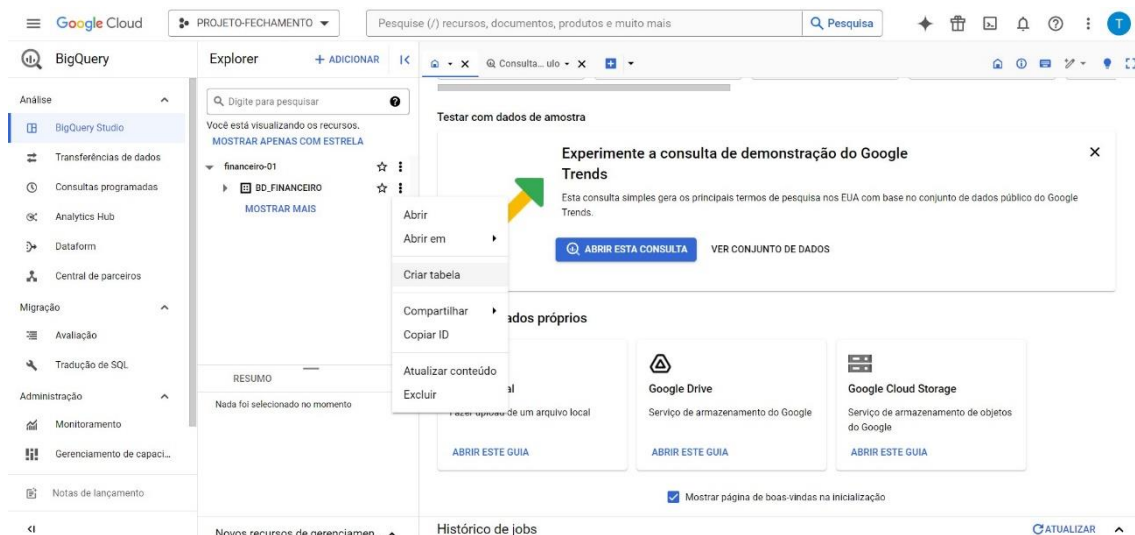 Google Cloud
PROJETO-FECHAMENTO
Pesquise (/) recursos, documentos, produtos e muito mais
Pesquisa
T
BigQuery
Análise
BigQuery Studio
Transferências de dados
Consultas programadas
Analytics Hub
Dataform
Central de parceiros
Migração
Avaliação
Tradução de SQL
Administração
Monitoramento
Gerenciamento de capaci...
Notas de lançamento
Explorer
+ ADICIONAR
Digite para pesquisar
Você está visualizando os recursos.
MOSTRAR APENAS COM ESTRELA
financeiro-01
BD_FINANCEIRO
MOSTRAR MAIS
RESUMO
Nada foi selecionado no momento
Novos recursos de gerenciamen
Abrir
Abrir em
Criar tabela
Compartilhar
Copiar ID
Atualizar conteúdo
Excluir
Consulta... ulo
Testar com dados de amostra
Experimente a consulta de demonstração do Google
Trends
Esta consulta simples gera os principais termos de pesquisa nos EUA com base no conjunto de dados público do Google
Trends.
ABRIR ESTA CONSULTA
VER CONJUNTO DE DADOS
próprios
Fazer upload de um arquivo local
ABRIR ESTE GUIA
Google Drive
Serviço de armazenamento do Google
ABRIR ESTE GUIA
Google Cloud Storage
Serviço de armazenamento de objetos
do Google
ABRIR ESTE GUIA
Mostrar página de boas-vindas na inicialização
Histórico de jobs
ATUALIZAR